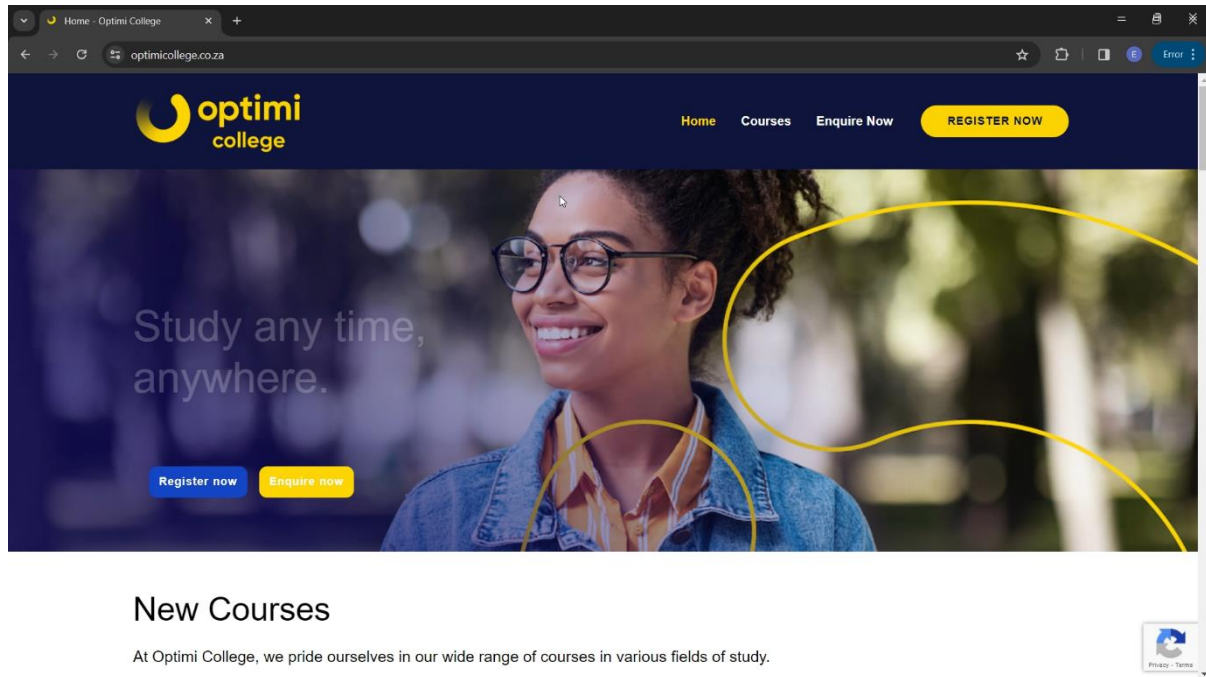 Home - Optimi College
optimicollege.co.za
E
Error
optimi
college
Home
Courses
Enquire Now
REGISTER NOW
Study any time,
anywhere.
Register now
Enquire now
New Courses
At Optimi College, we pride ourselves in our wide range of courses in various fields of study.
Privacy - Terms